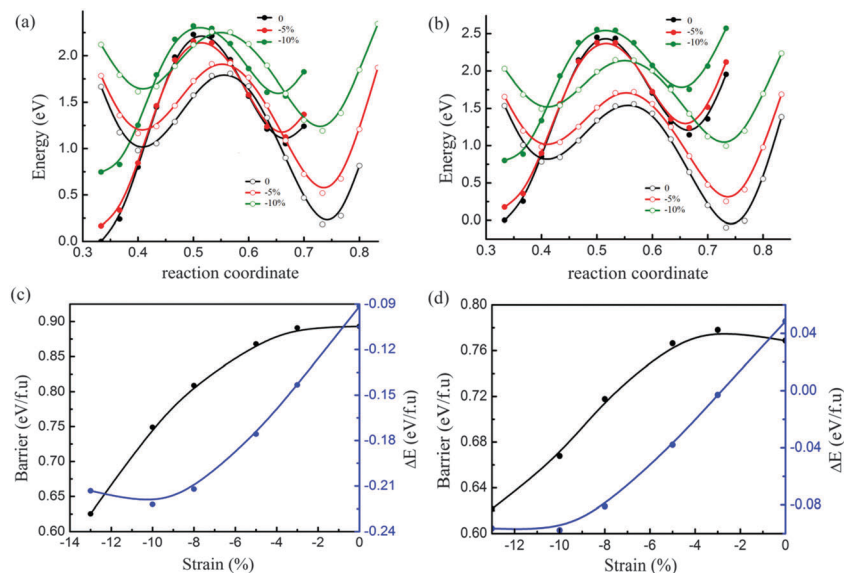 (a)
0
-5%
-10%
2.0
1.5
1.0
0.5
0.0
Energy (eV)
0
-5%
-10%
0.4 0.5 0.6 0.7 0.8
reaction coordinate
(b)
0
-5%
-10%
2.5
2.0
1.5
1.0
0.5
0.0
Energy (eV)
0
-5%
-10%
0.3 0.4 0.5 0.6 0.7 0.8
reaction coordinate
(c)
0.90
0.85
0.80
0.75
0.70
0.65
0.60
Barrier (eV/f.u)
-0.09
-0.12
-0.15
-0.18
-0.21
-0.24
ΔE (eV/f.u)
-14 -12 -10 -8 -6 -4 -2 0
Strain (%)
(d)
0.80
0.76
0.72
0.68
0.64
0.60
Barrier (eV/f.u)
0.04
0.00
-0.04
-0.08
ΔE (eV/f.u)
-12 -10 -8 -6 -4 -2 0
Strain (%)